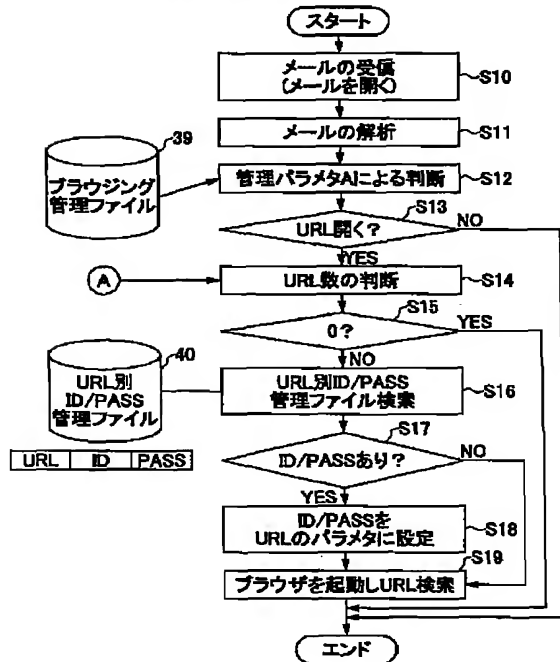 スタート
メールの受信
(メールを開く)
S10
メールの解析
S11
39
ブラウジング
管理ファイル
管理パラメタAによる判断
S12
S13
URL開く?
NO
YES
A
URL数の判断
S14
S15
0?
YES
NO
40
URL別
ID/PASS
管理ファイル
URL別ID/PASS
管理ファイル検索
S16
URL ID PASS
S17
ID/PASSあり?
NO
YES
ID/PASSを
URLのパラメタに設定
S18
S19
ブラウザを起動しURL検索
エンド